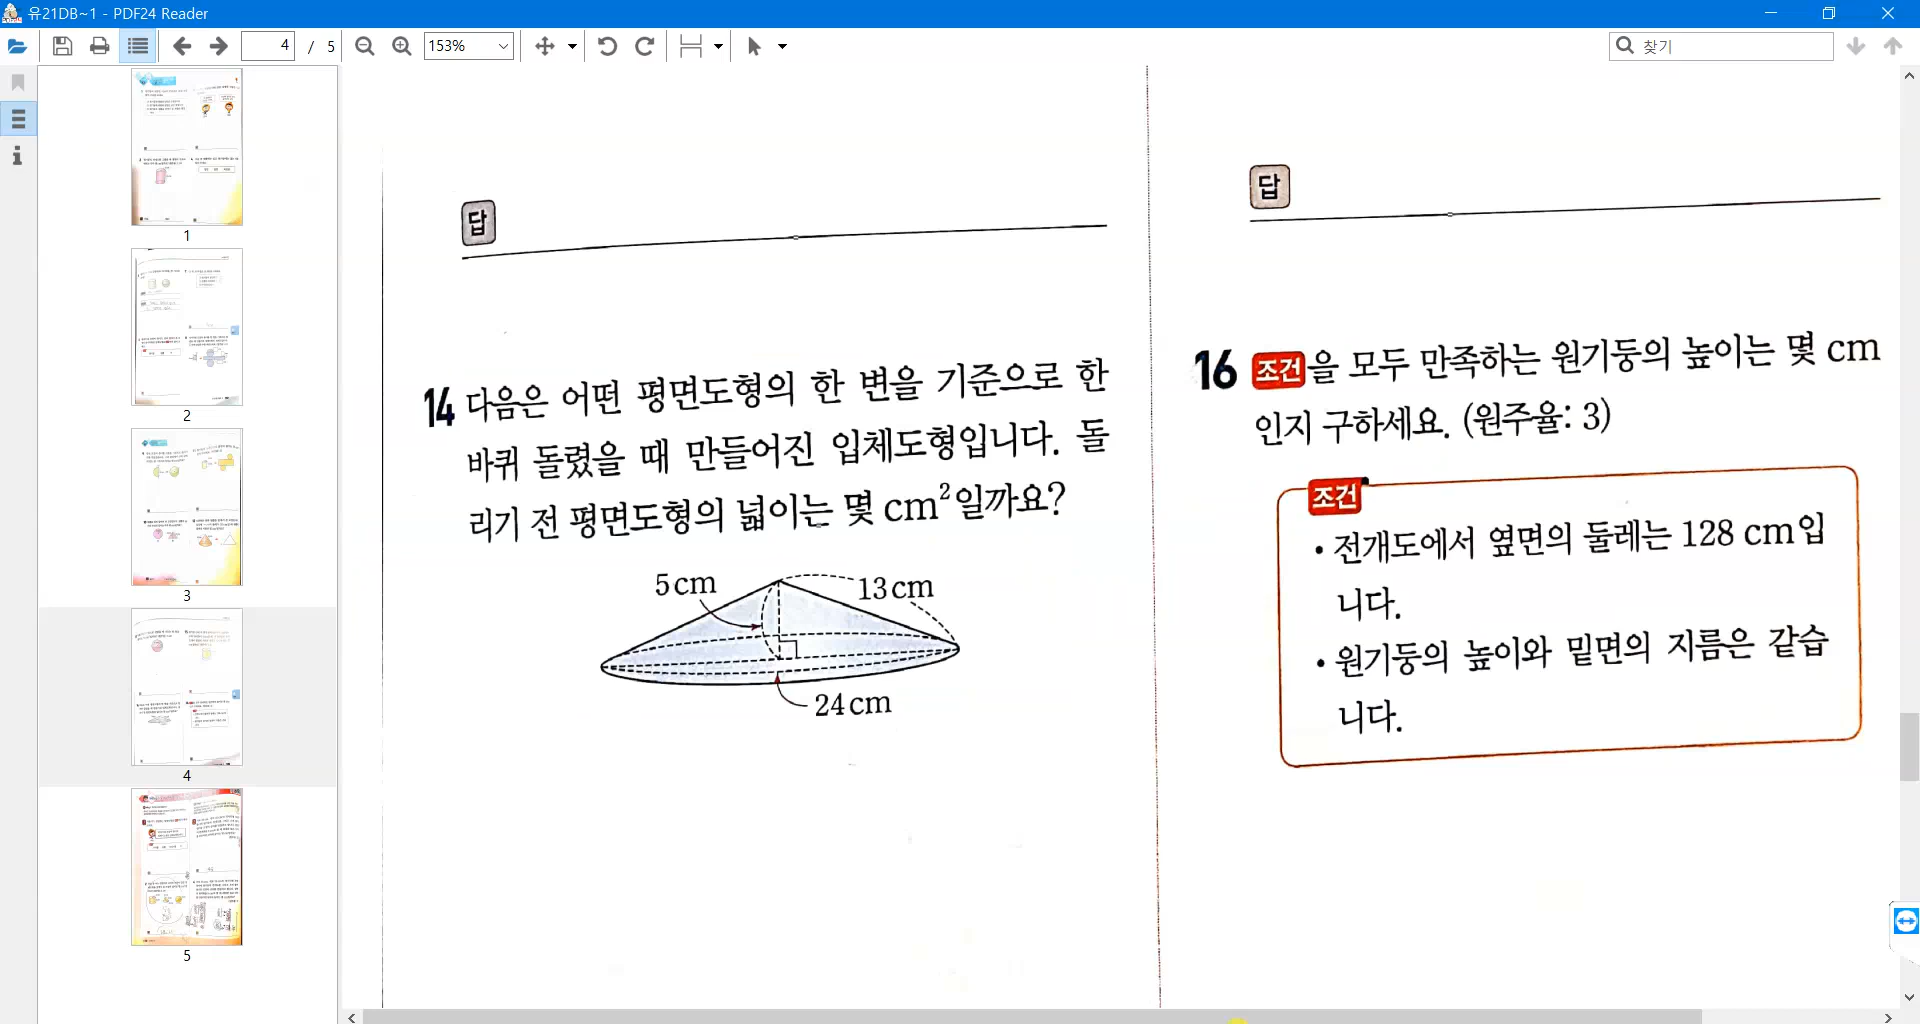 유21DB~1 - PDF24 Reader
4 / 5
153%
찾기
1
2
3
4
5
답
14 다음은 어떤 평면도형의 한 변을 기준으로 한
바퀴 돌렸을 때 만들어진 입체도형입니다. 돌
리기 전 평면도형의 넓이는 몇 cm²일까요?
5 cm
13 cm
24 cm
답
16 조건을 모두 만족하는 원기둥의 높이는 몇 cm
인지 구하세요. (원주율: 3)
조건
• 전개도에서 옆면의 둘레는 128 cm입
니다.
• 원기둥의 높이와 밑면의 지름은 같습
니다.